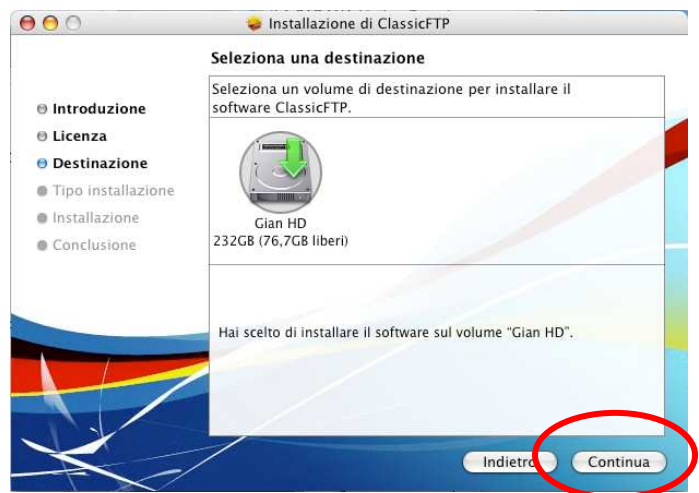 Installazione di ClassicFTP
Seleziona una destinazione
Introduzione
Licenza
Destinazione
Tipo installazione
Installazione
Conclusione
Seleziona un volume di destinazione per installare il
software ClassicFTP.
Gian HD
232GB (76,7GB liberi)
Hai scelto di installare il software sul volume “Gian HD”.
Indietro
Continua